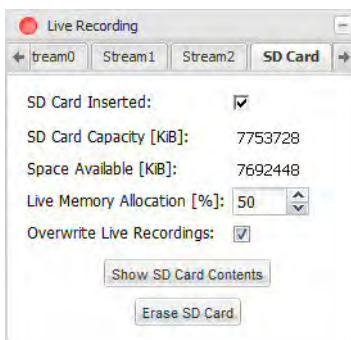 Live Recording
tream0 Stream1 Stream2 SD Card
SD Card Inserted:
SD Card Capacity [KiB]: 7753728
Space Available [KiB]: 7692448
Live Memory Allocation [%]: 50
Overwrite Live Recordings:
Show SD Card Contents
Erase SD Card